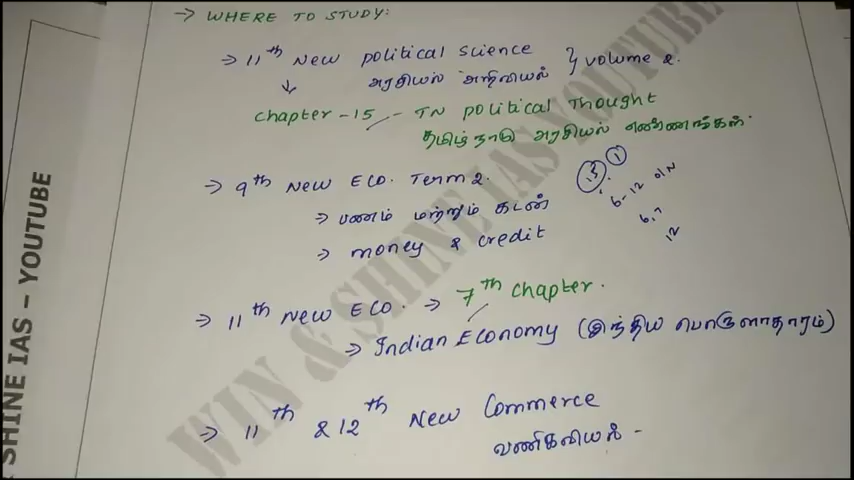 → WHERE TO STUDY:
→ 11th New political science } volume 2.
அரசியல் அறிவியல்
chapter - 15 - TN political Thought
தமிழ்நாடு அரசியல் எண்ணங்கள்.
→ 9th New Eco. Term 2.
⇒ பணம் மற்றும் கடன்
⇒ money & credit
3 1
6-12 O/N
6,7
12
⇒ 11th New Eco. → 7th chapter.
⇒ Indian Economy (இந்திய பொருளாதாரம்)
⇒ 11th & 12th New Commerce
வணிகவியல் -
SHINE IAS - YOUTUBE
WIN & SHINE IAS YOUTUBE